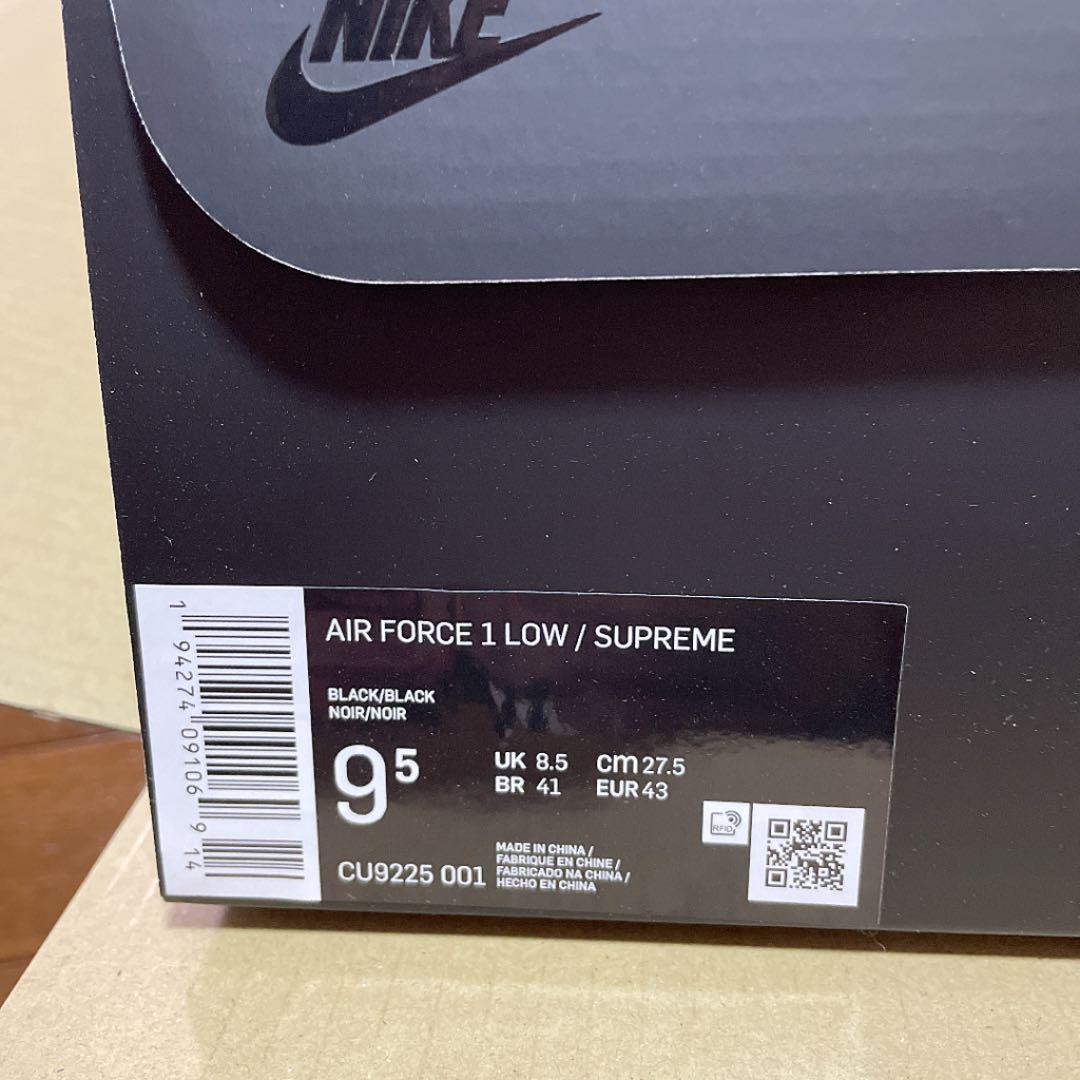 NIKE
AIR FORCE 1 LOW / SUPREME
BLACK/BLACK
NOIR/NOIR
9 5
UK 8.5 cm 27.5
BR 41 EUR 43
RFID
MADE IN CHINA /
FABRIQUE EN CHINE /
FABRICADO NA CHINA /
HECHO EN CHINA
CU9225 001
1 94274 09106 9 14